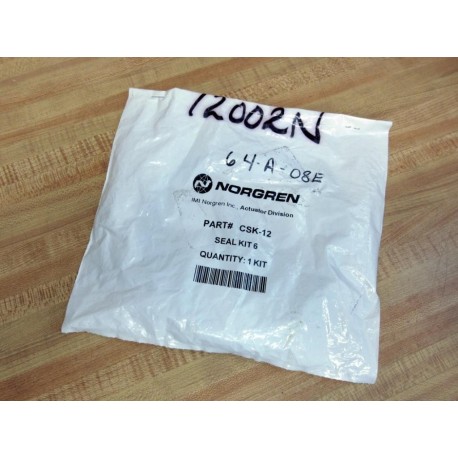 12002N
64-A-08E
NORGREN
IMI Norgren Inc., Actuator Division
PART# CSK-12
SEAL KIT 6
QUANTITY: 1 KIT